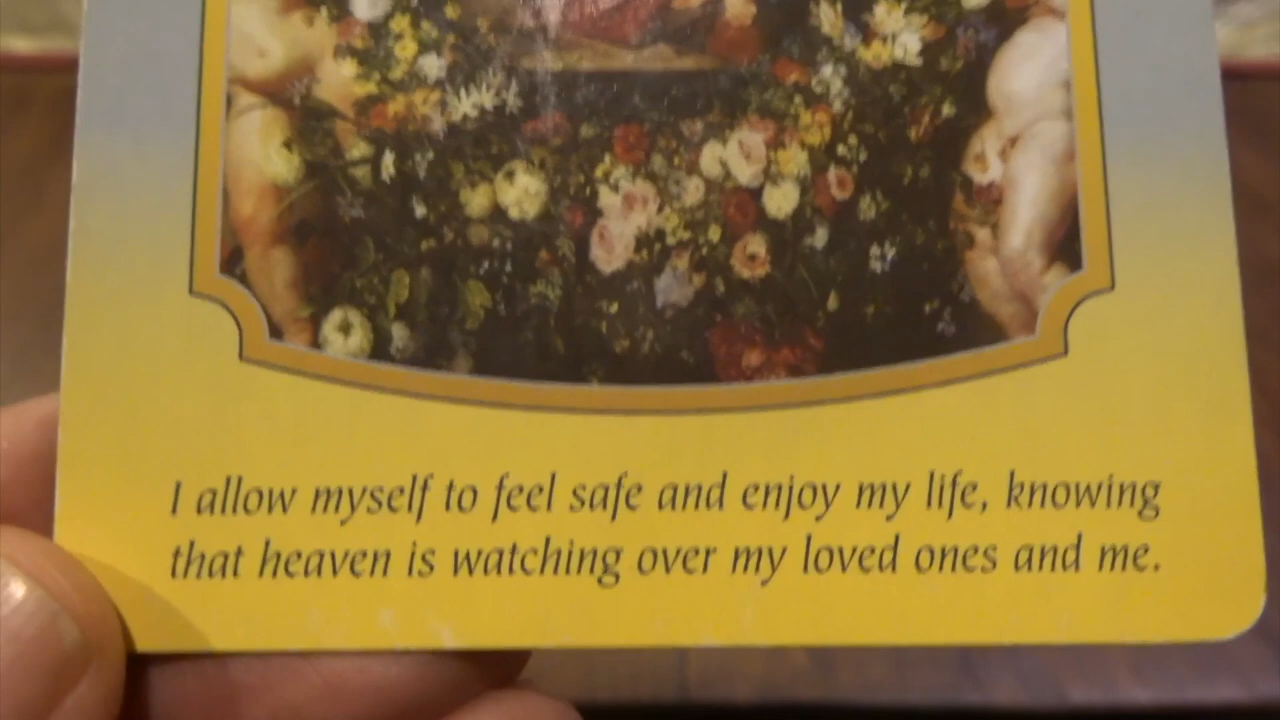 I allow myself to feel safe and enjoy my life, knowing
that heaven is watching over my loved ones and me.